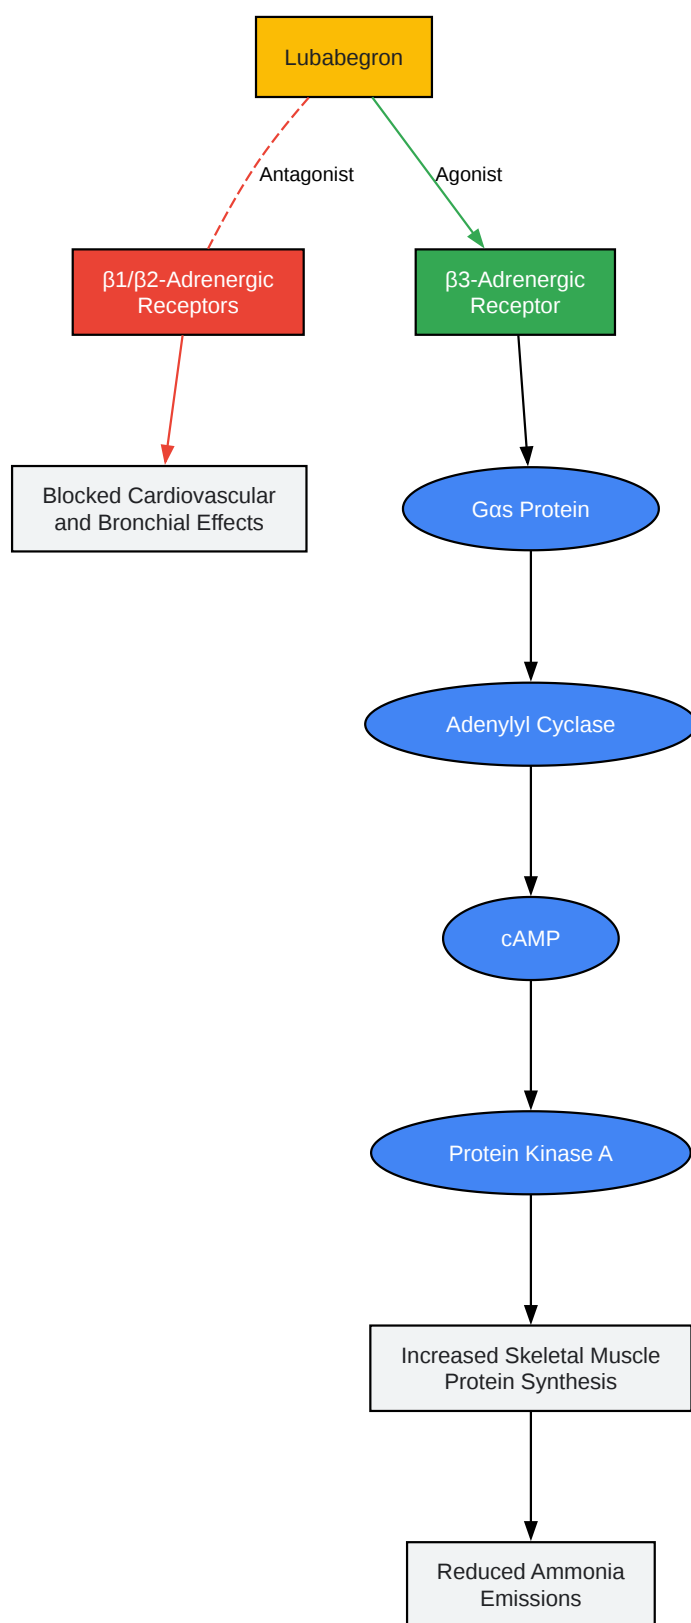 Lubabegron
Antagonist
Agonist
β1/β2-Adrenergic
Receptors
β3-Adrenergic
Receptor
Blocked Cardiovascular
and Bronchial Effects
Gαs Protein
Adenylyl Cyclase
cAMP
Protein Kinase A
Increased Skeletal Muscle
Protein Synthesis
Reduced Ammonia
Emissions